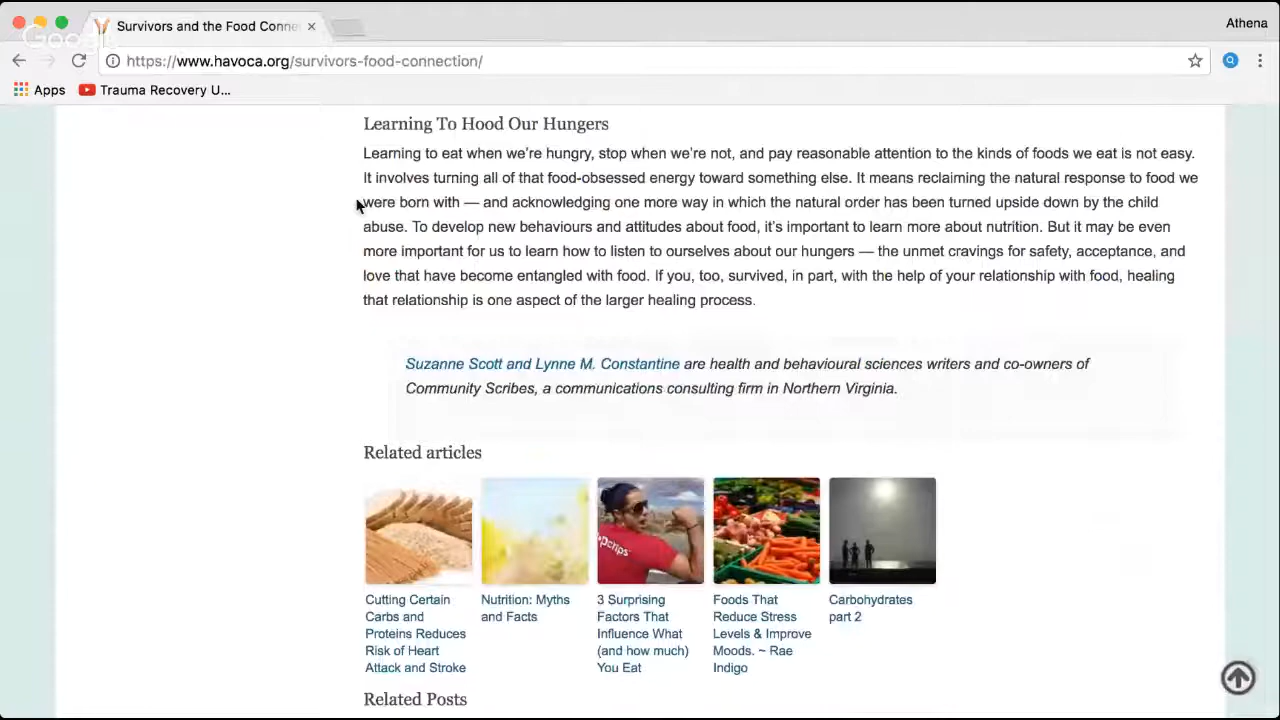 Survivors and the Food Conne
Athena
https://www.havoca.org/survivors-food-connection/
Apps
Trauma Recovery U...
Learning To Hood Our Hungers
Learning to eat when we're hungry, stop when we're not, and pay reasonable attention to the kinds of foods we eat is not easy.
It involves turning all of that food-obsessed energy toward something else. It means reclaiming the natural response to food we
were born with — and acknowledging one more way in which the natural order has been turned upside down by the child
abuse. To develop new behaviours and attitudes about food, it's important to learn more about nutrition. But it may be even
more important for us to learn how to listen to ourselves about our hungers — the unmet cravings for safety, acceptance, and
love that have become entangled with food. If you, too, survived, in part, with the help of your relationship with food, healing
that relationship is one aspect of the larger healing process.
Suzanne Scott and Lynne M. Constantine are health and behavioural sciences writers and co-owners of
Community Scribes, a communications consulting firm in Northern Virginia.
Related articles
Cutting Certain
Carbs and
Proteins Reduces
Risk of Heart
Attack and Stroke
Nutrition: Myths
and Facts
3 Surprising
Factors That
Influence What
(and how much)
You Eat
Foods That
Reduce Stress
Levels & Improve
Moods. ~ Rae
Indigo
Carbohydrates
part 2
Related Posts